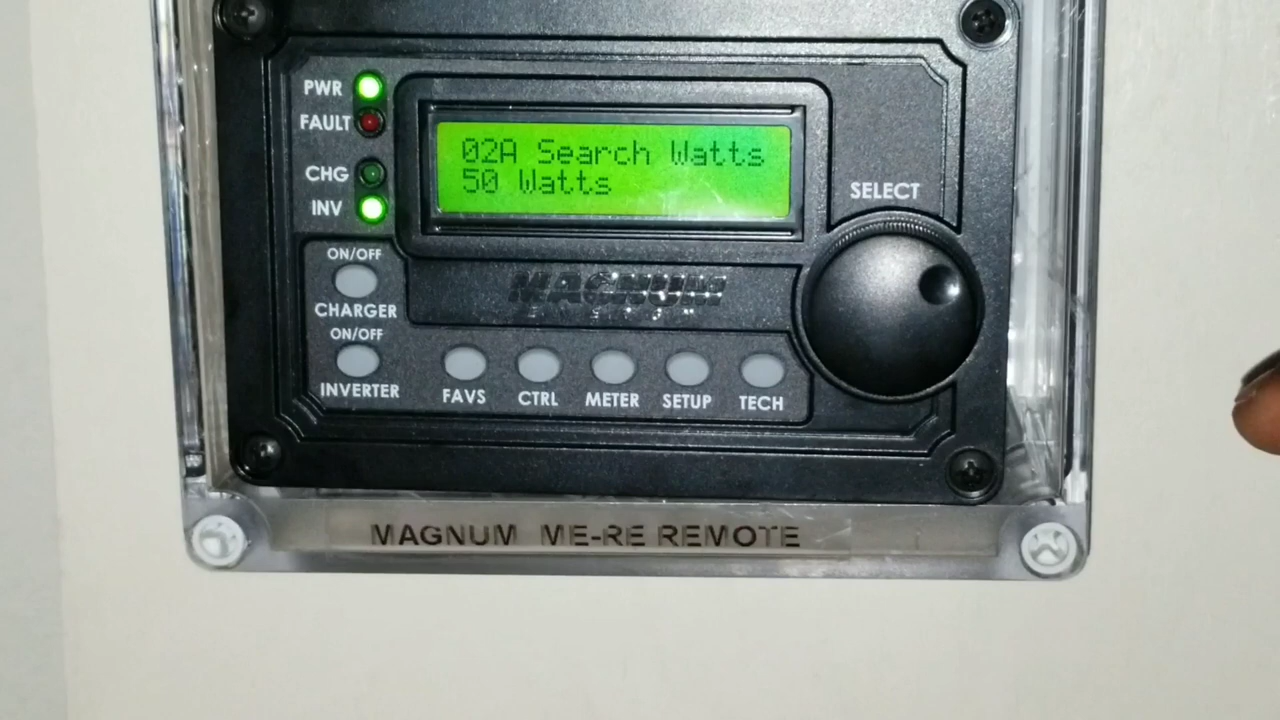 PWR
FAULT
CHG
INV
02A Search Watts
50 Watts
SELECT
ON/OFF
CHARGER
ON/OFF
INVERTER
MAGNUM
FAVS
CTRL
METER
SETUP
TECH
MAGNUM ME-RE REMOTE